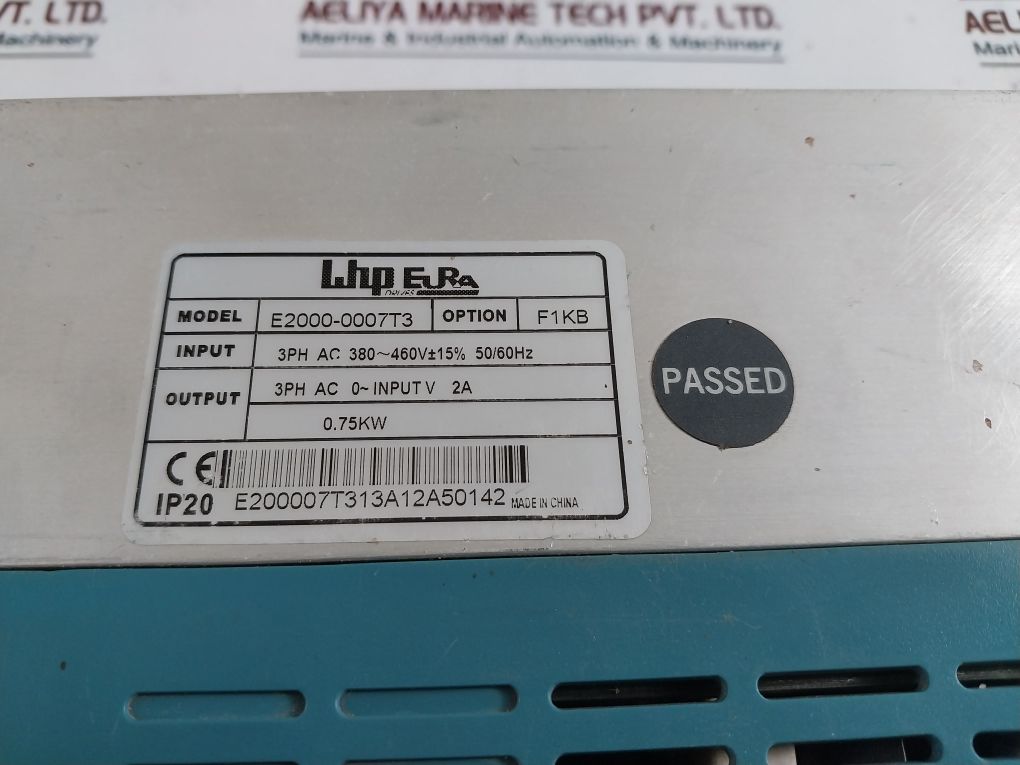 VT. LTD.
Machinery
AELIYA MARINE TECH PVT. LTD.
Marine & Industrial Automation & Machinery
AELIY
Mari
EURA
DRIVES
MODEL E2000-0007T3 OPTION F1KB
INPUT 3PH AC 380~460V±15% 50/60Hz
OUTPUT 3PH AC 0~INPUT V 2A
0.75KW
CE
IP20 E200007T313A12A50142 MADE IN CHINA
PASSED